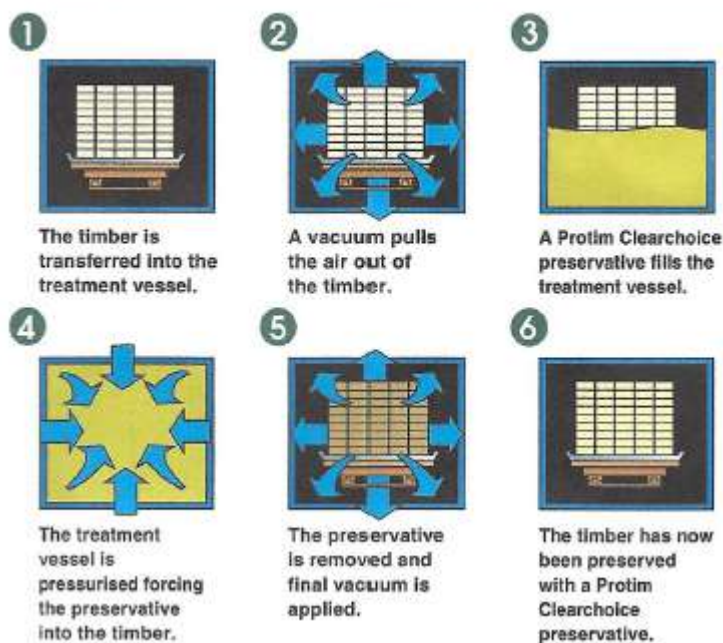 1
The timber is
transferred into the
treatment vessel.
2
A vacuum pulls
the air out of
the timber.
3
A Protim Clearchoice
preservative fills the
treatment vessel.
4
The treatment
vessel is
pressurised forcing
the preservative
into the timber.
5
The preservative
is removed and
final vacuum is
applied.
6
The timber has now
been preserved
with a Protim
Clearchoice
preservative.